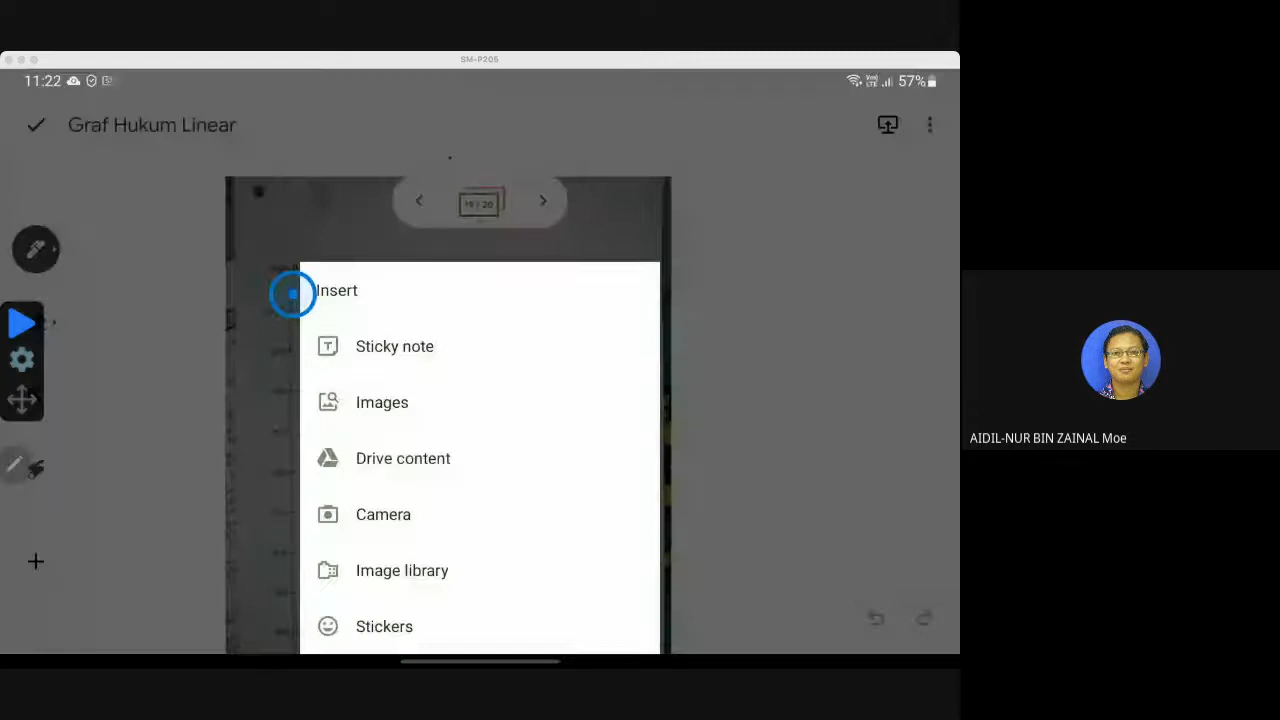 SM-P205
11:22
57%
Graf Hukum Linear
Insert
Sticky note
Images
Drive content
Camera
Image library
Stickers
AIDIL-NUR BIN ZAINAL Moe